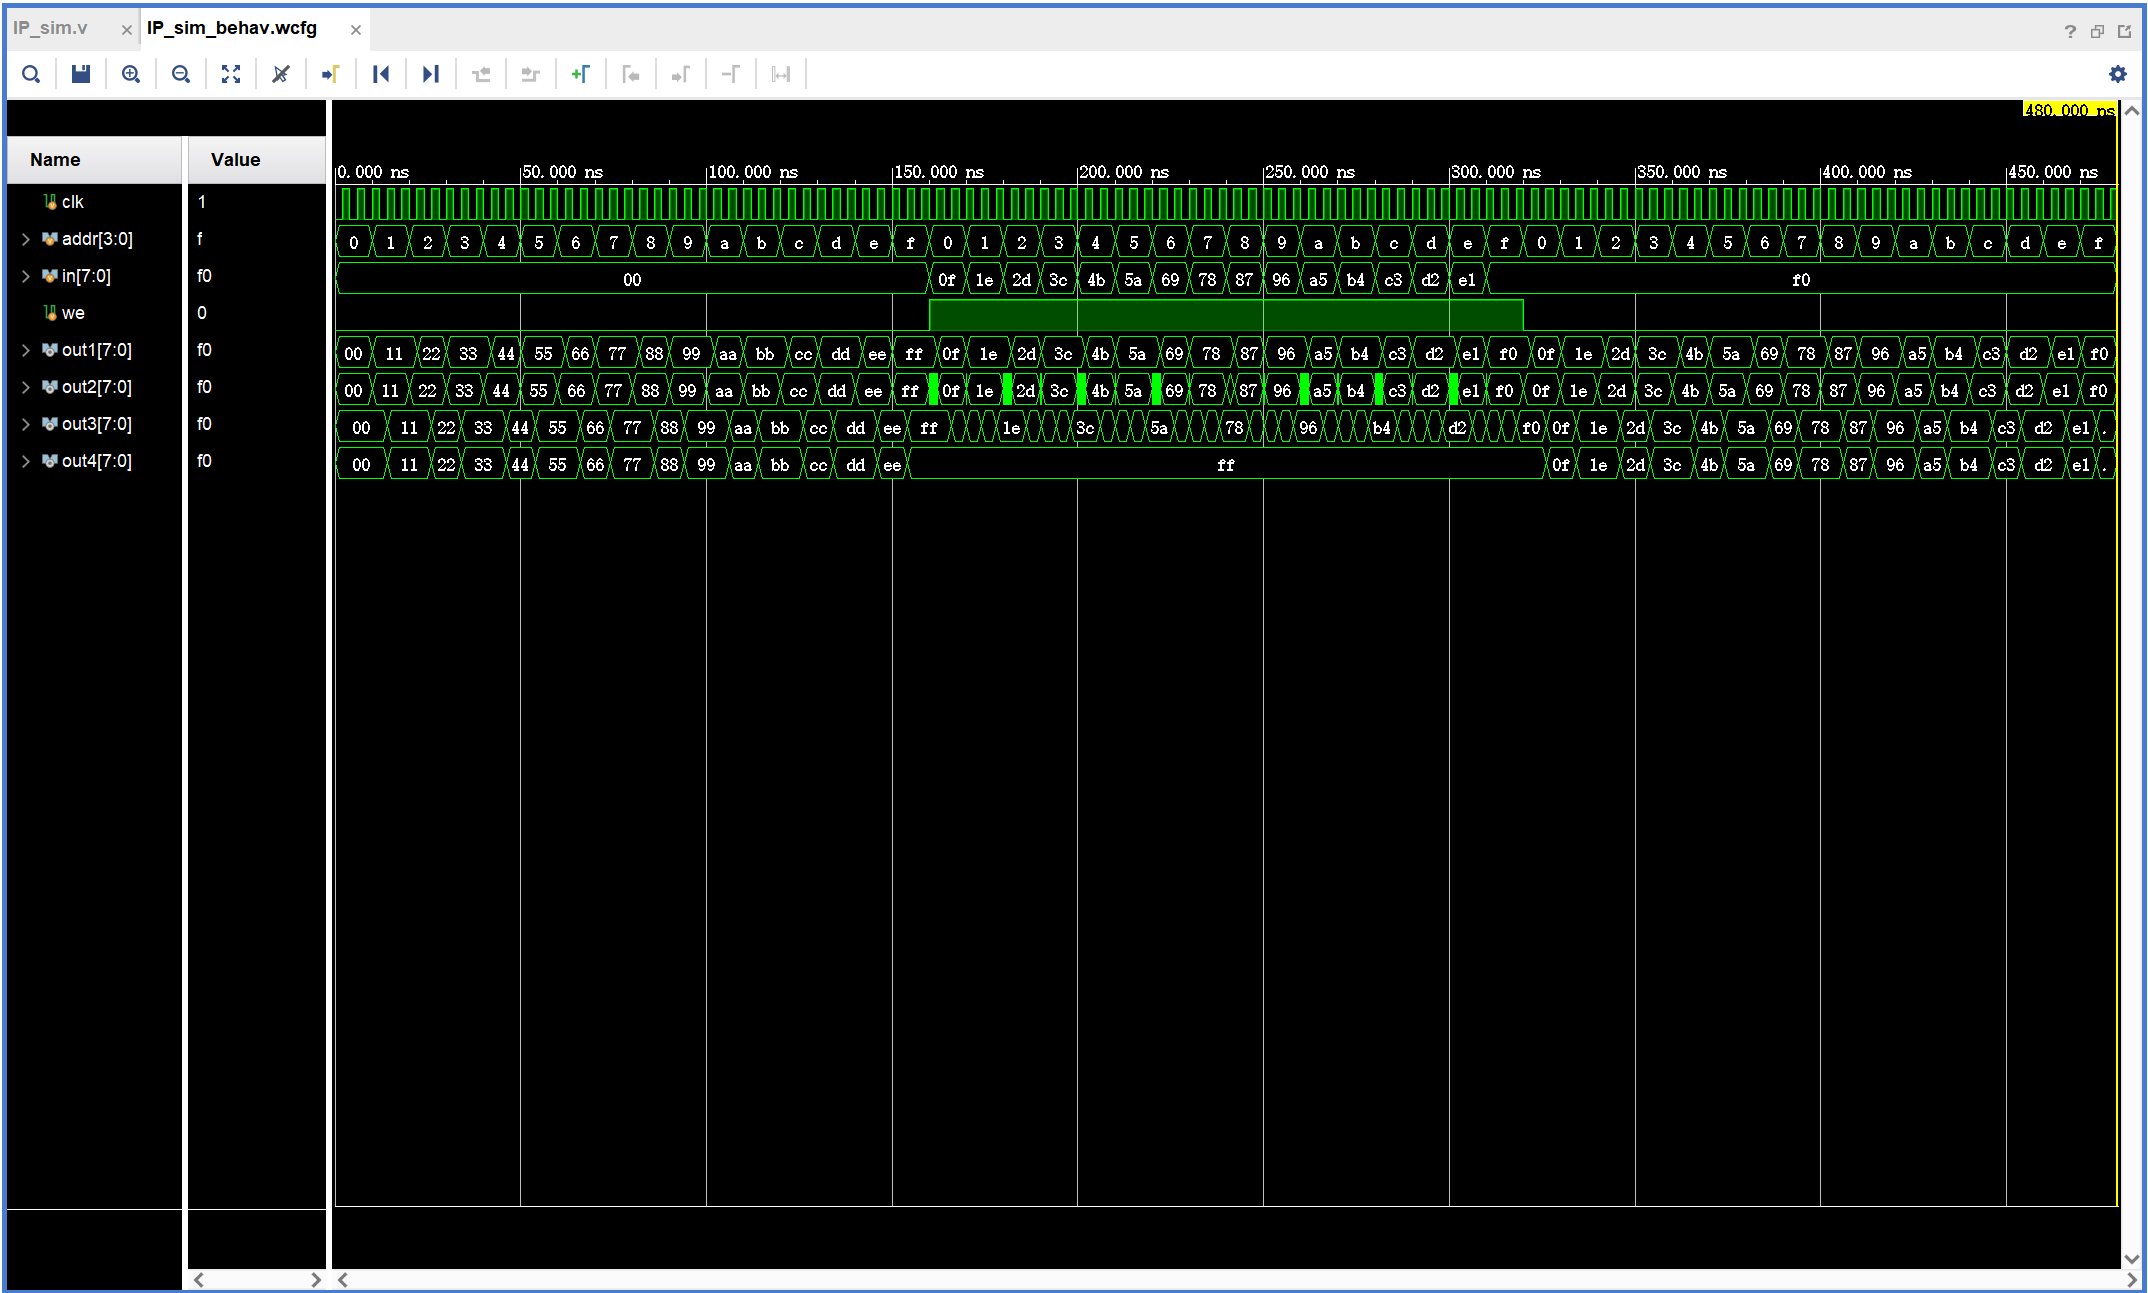 IP_sim.v × IP_sim_behav.wcfg ×
480.000 ns
Name Value
0.000 ns 50.000 ns 100.000 ns 150.000 ns 200.000 ns 250.000 ns 300.000 ns 350.000 ns 400.000 ns 450.000 ns
clk 1
addr[3:0] f 0 1 2 3 4 5 6 7 8 9 a b c d e f 0 1 2 3 4 5 6 7 8 9 a b c d e f 0 1 2 3 4 5 6 7 8 9 a b c d e f
in[7:0] f0 00 0f 1e 2d 3c 4b 5a 69 78 87 96 a5 b4 c3 d2 e1 f0
we 0
out1[7:0] f0 00 11 22 33 44 55 66 77 88 99 aa bb cc dd ee ff 0f 1e 2d 3c 4b 5a 69 78 87 96 a5 b4 c3 d2 e1 f0 0f 1e 2d 3c 4b 5a 69 78 87 96 a5 b4 c3 d2 e1 f0
out2[7:0] f0 00 11 22 33 44 55 66 77 88 99 aa bb cc dd ee ff 0f 1e 2d 3c 4b 5a 69 78 87 96 a5 b4 c3 d2 e1 f0 0f 1e 2d 3c 4b 5a 69 78 87 96 a5 b4 c3 d2 e1 f0
out3[7:0] f0 00 11 22 33 44 55 66 77 88 99 aa bb cc dd ee ff 1e 3c 5a 78 96 b4 d2 f0 0f 1e 2d 3c 4b 5a 69 78 87 96 a5 b4 c3 d2 e1 .
out4[7:0] f0 00 11 22 33 44 55 66 77 88 99 aa bb cc dd ee ff 0f 1e 2d 3c 4b 5a 69 78 87 96 a5 b4 c3 d2 e1 .